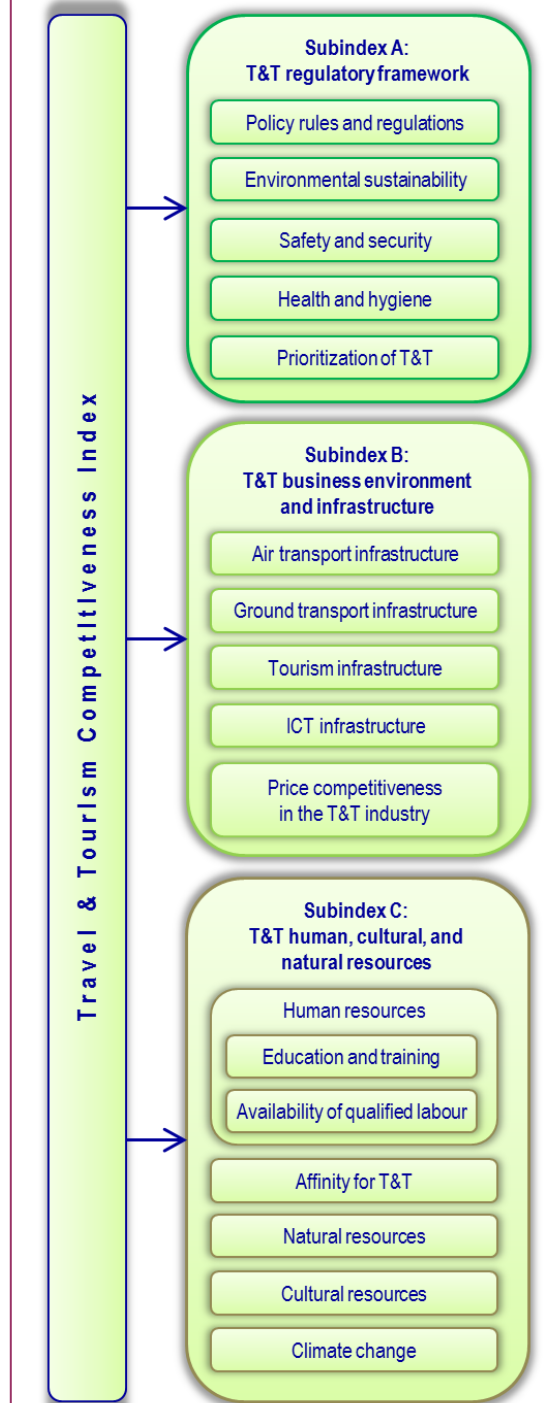 Travel & Tourism Competitiveness Index
Subindex A:
T&T regulatory framework
Policy rules and regulations
Environmental sustainability
Safety and security
Health and hygiene
Prioritization of T&T
Subindex B:
T&T business environment
and infrastructure
Air transport infrastructure
Ground transport infrastructure
Tourism infrastructure
ICT infrastructure
Price competitiveness
in the T&T industry
Subindex C:
T&T human, cultural, and
natural resources
Human resources
Education and training
Availability of qualified labour
Affinity for T&T
Natural resources
Cultural resources
Climate change